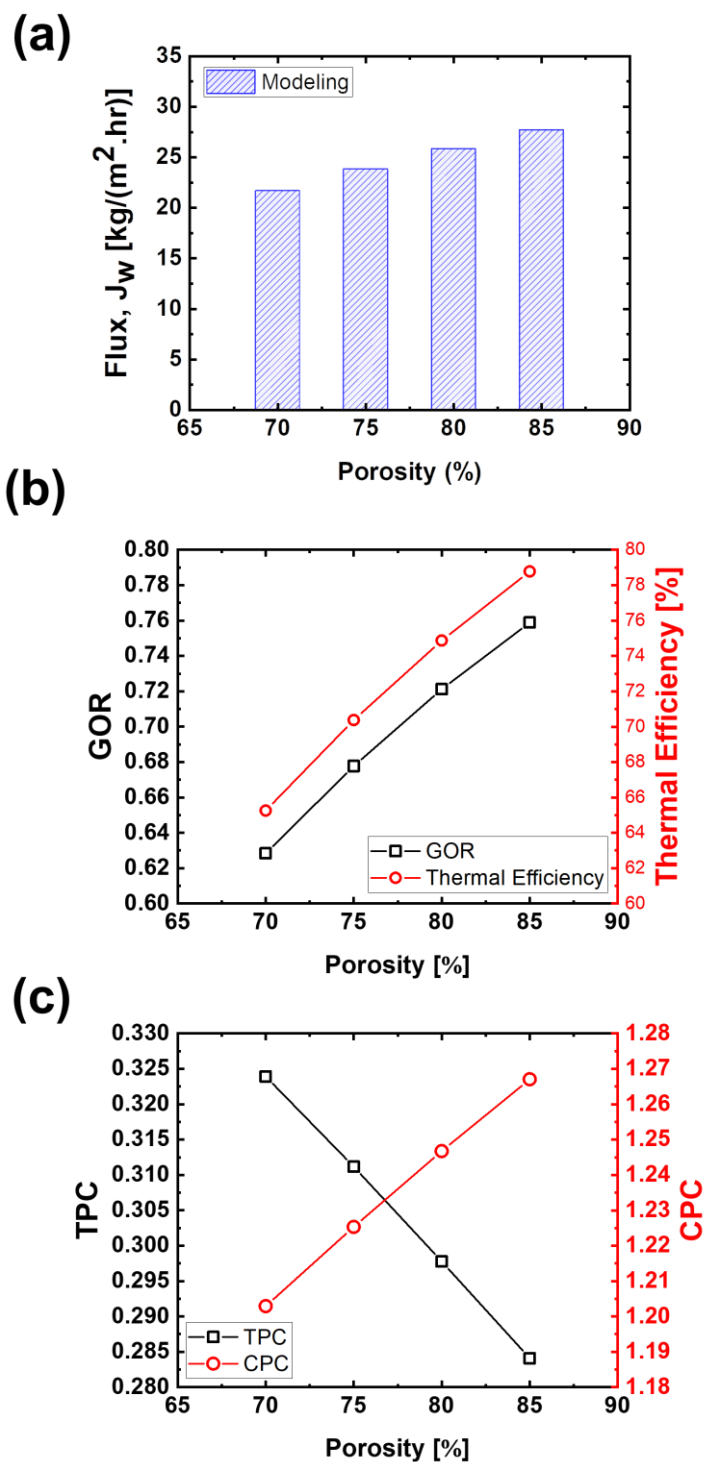 (a)
Flux, Jw [kg/(m².hr)]
35
30
25
20
15
10
5
0
Modeling
65 70 75 80 85 90
Porosity (%)
(b)
GOR
0.80
0.78
0.76
0.74
0.72
0.70
0.68
0.66
0.64
0.62
0.60
GOR
Thermal Efficiency
80
78
76
74
72
70
68
66
64
62
60
Thermal Efficiency [%]
65 70 75 80 85 90
Porosity [%]
(c)
TPC
0.330
0.325
0.320
0.315
0.310
0.305
0.300
0.295
0.290
0.285
0.280
TPC
CPC
1.28
1.27
1.26
1.25
1.24
1.23
1.22
1.21
1.20
1.19
1.18
CPC
65 70 75 80 85 90
Porosity [%]